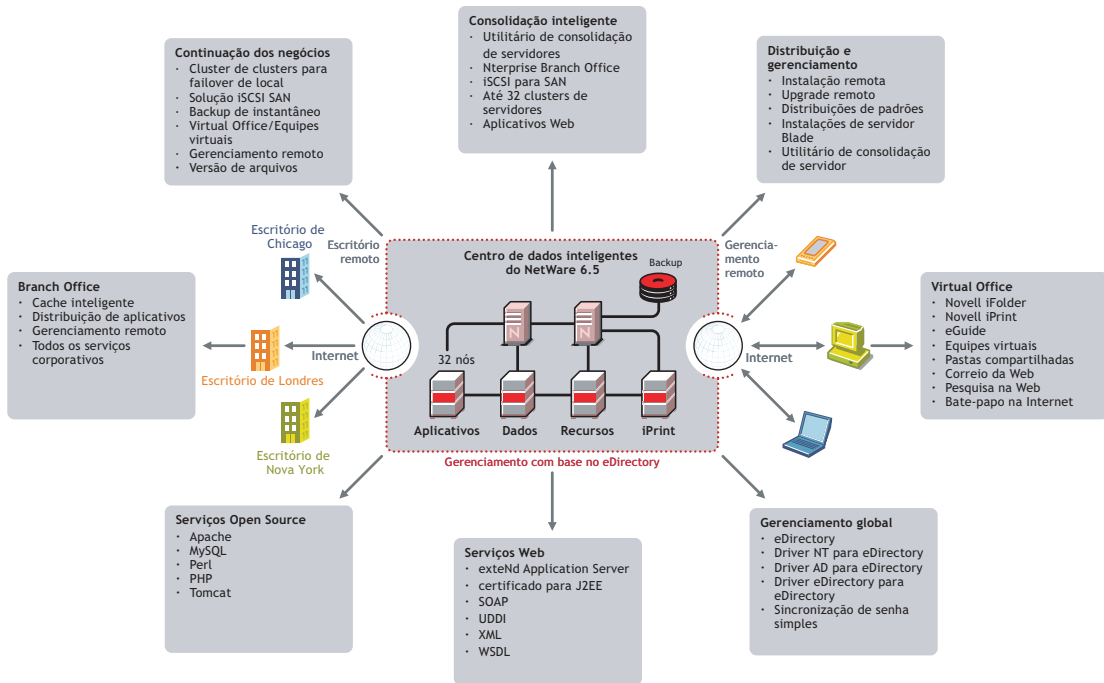 Consolidação inteligente
· Utilitário de consolidação
de servidores
· Nterprise Branch Office
· iSCSI para SAN
· Até 32 clusters de
servidores
· Aplicativos Web
Continuação dos negócios
· Cluster de clusters para
failover de local
· Solução iSCSI SAN
· Backup de instantâneo
· Virtual Office/Equipes
virtuais
· Gerenciamento remoto
· Versão de arquivos
Distribuição e
gerenciamento
· Instalação remota
· Upgrade remoto
· Distribuições de padrões
· Instalações de servidor
Blade
· Utilitário de consolidação
de servidor
Escritório de
Chicago
Escritório
remoto
Centro de dados inteligentes
do NetWare 6.5
Backup
Gerencia-
mento
remoto
Branch Office
· Cache inteligente
· Distribuição de aplicativos
· Gerenciamento remoto
· Todos os serviços
corporativos
Internet
Escritório de Londres
32 nós
Internet
Virtual Office
· Novell iFolder
· Novell iPrint
· eGuide
· Equipes virtuais
· Pastas compartilhadas
· Correio da Web
· Pesquisa na Web
· Bate-papo na Internet
Aplicativos
Dados
Recursos
iPrint
Escritório de
Nova York
Gerenciamento com base no eDirectory
Serviços Open Source
· Apache
· MySQL
· Perl
· PHP
· Tomcat
Serviços Web
· exteNd Application Server
· certificado para J2EE
· SOAP
· UDDI
· XML
· WSDL
Gerenciamento global
· eDirectory
· Driver NT para eDirectory
· Driver AD para eDirectory
· Driver eDirectory para
eDirectory
· Sincronização de senha
simples